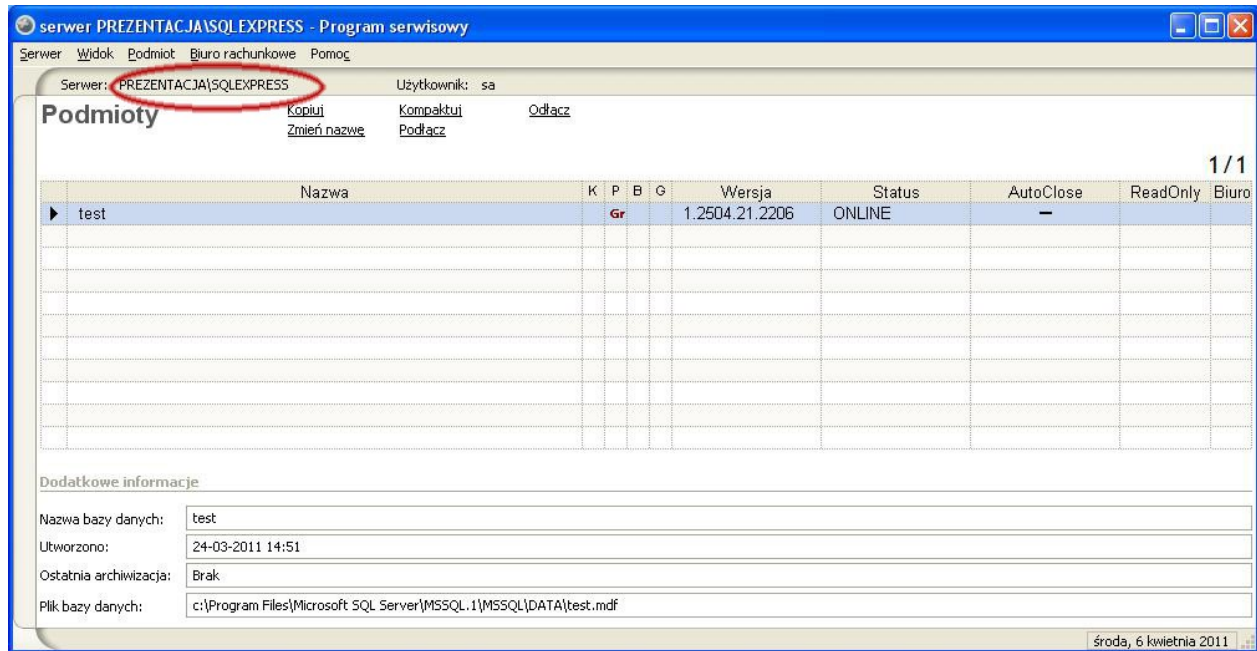 serwer PREZENTACJA\SQLEXPRESS - Program serwisowy
Serwer Widok Podmiot Biuro rachunkowe Pomoc
Serwer: PREZENTACJA\SQLEXPRESS Użytkownik: sa
Podmioty Kopiuj Kompaktuj Odłącz
Zmień nazwę Podłącz
1/1
Nazwa K P B G Wersja Status AutoClose ReadOnly Biuro
test Gr 1.2504.21.2206 ONLINE –
Dodatkowe informacje
Nazwa bazy danych: test
Utworzono: 24-03-2011 14:51
Ostatnia archiwizacja: Brak
Plik bazy danych: c:\Program Files\Microsoft SQL Server\MSSQL.1\MSSQL\DATA\test.mdf
środa, 6 kwietnia 2011